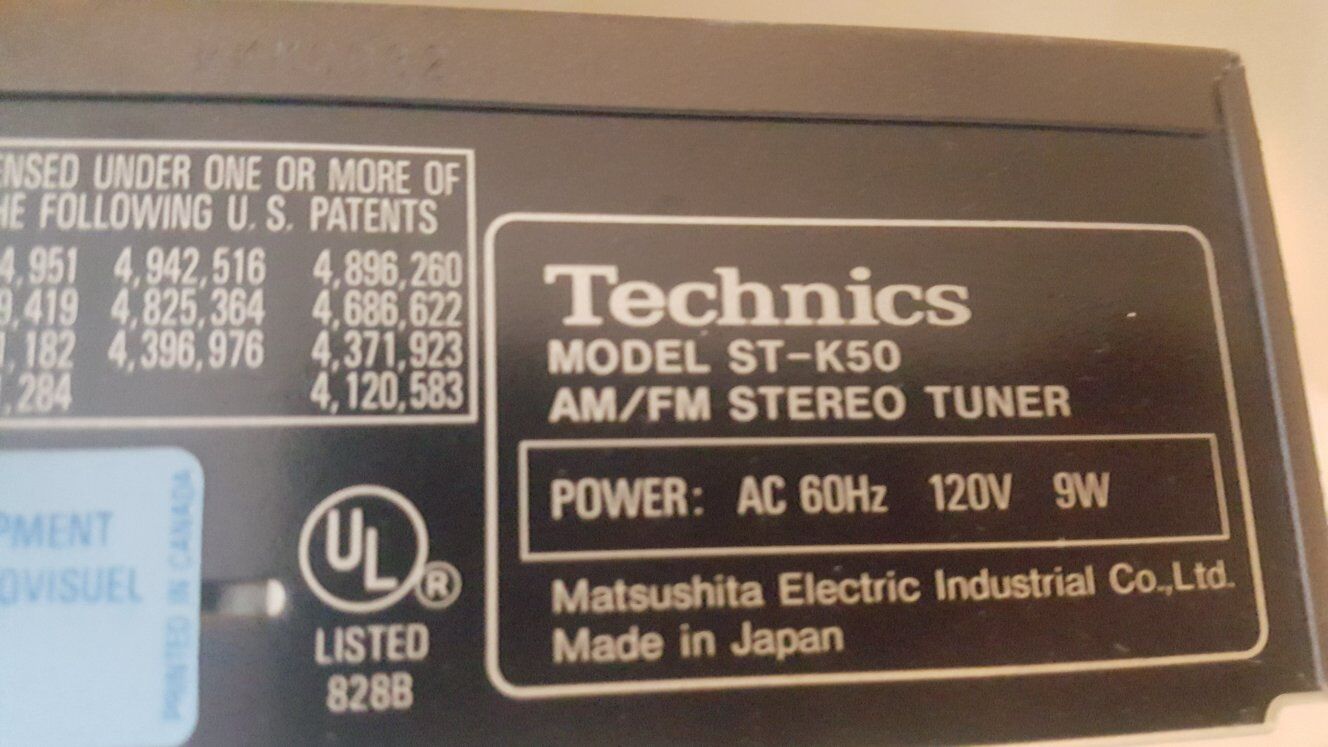 ENSED UNDER ONE OR MORE OF
HE FOLLOWING U. S. PATENTS
4,951 4,942,516 4,896,260
9,419 4,825,364 4,686,622
1,182 4,396,976 4,371,923
1,284 4,120,583
Technics
MODEL ST-K50
AM/FM STEREO TUNER
POWER: AC 60Hz 120V 9W
Matsushita Electric Industrial Co.,Ltd.
Made in Japan
UL®
LISTED
828B
PMENT
OVISUEL
PRINTED IN CANADA